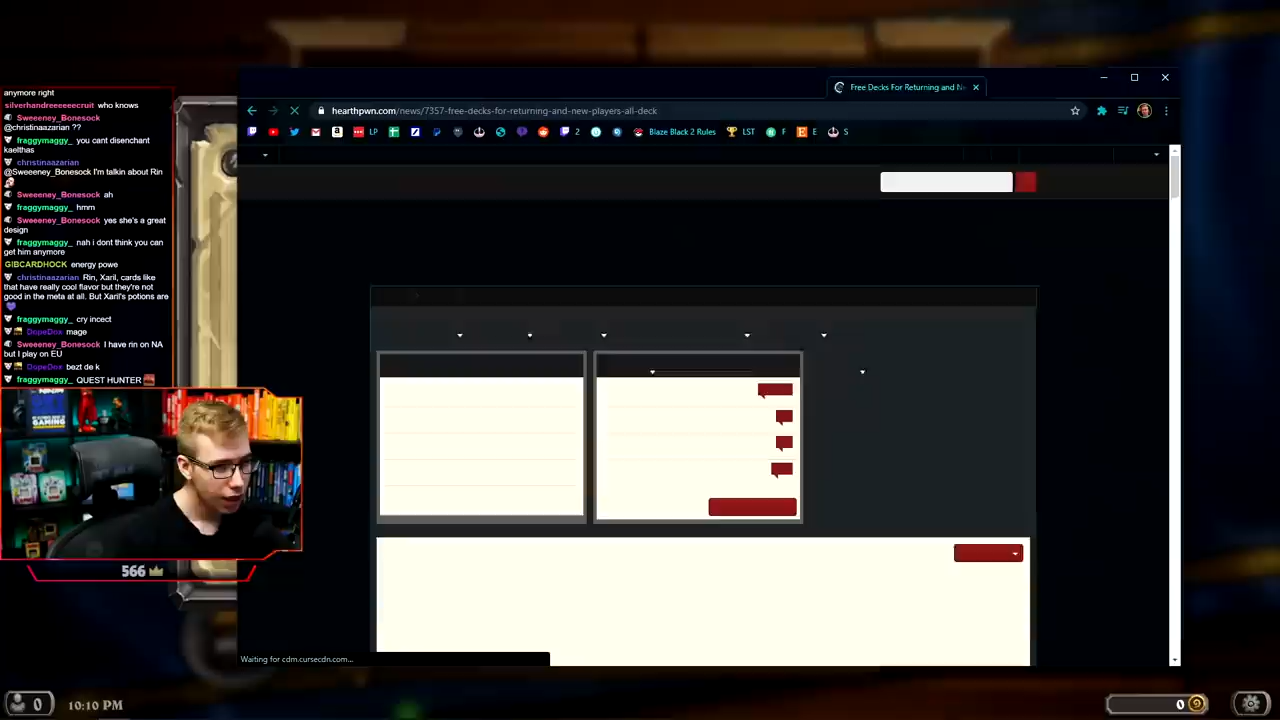 anymore right
silverhandreeeeeecruit who knows
Sweeeney_Bonesock
@christinaazarian ??
fraggymaggy_ you cant disenchant
kaelthas
christinaazarian
@Sweeeney_Bonesock I'm talkin about Rin
Sweeeney_Bonesock ah
fraggymaggy_ hmm
Sweeeney_Bonesock yes she's a great
design
fraggymaggy_ nah i dont think you can
get him anymore
GIBCARDHOCK energy powe
christinaazarian Rin, Xaril, cards like
that have really cool flavor but they're not
good in the meta at all. But Xaril's potions are
fraggymaggy_ cry incect
DopeDox mage
Sweeeney_Bonesock I have rin on NA
but I play on EU
DopeDox bezt de k
fraggymaggy_ QUEST HUNTER
Free Decks For Returning and N
hearthpwn.com/news/7357-free-decks-for-returning-and-new-players-all-deck
LP
2
Blaze Black 2 Rules
LST
F
E
S
GAMING
566
Waiting for cdm.cursecdn.com...
0
10:10 PM
0